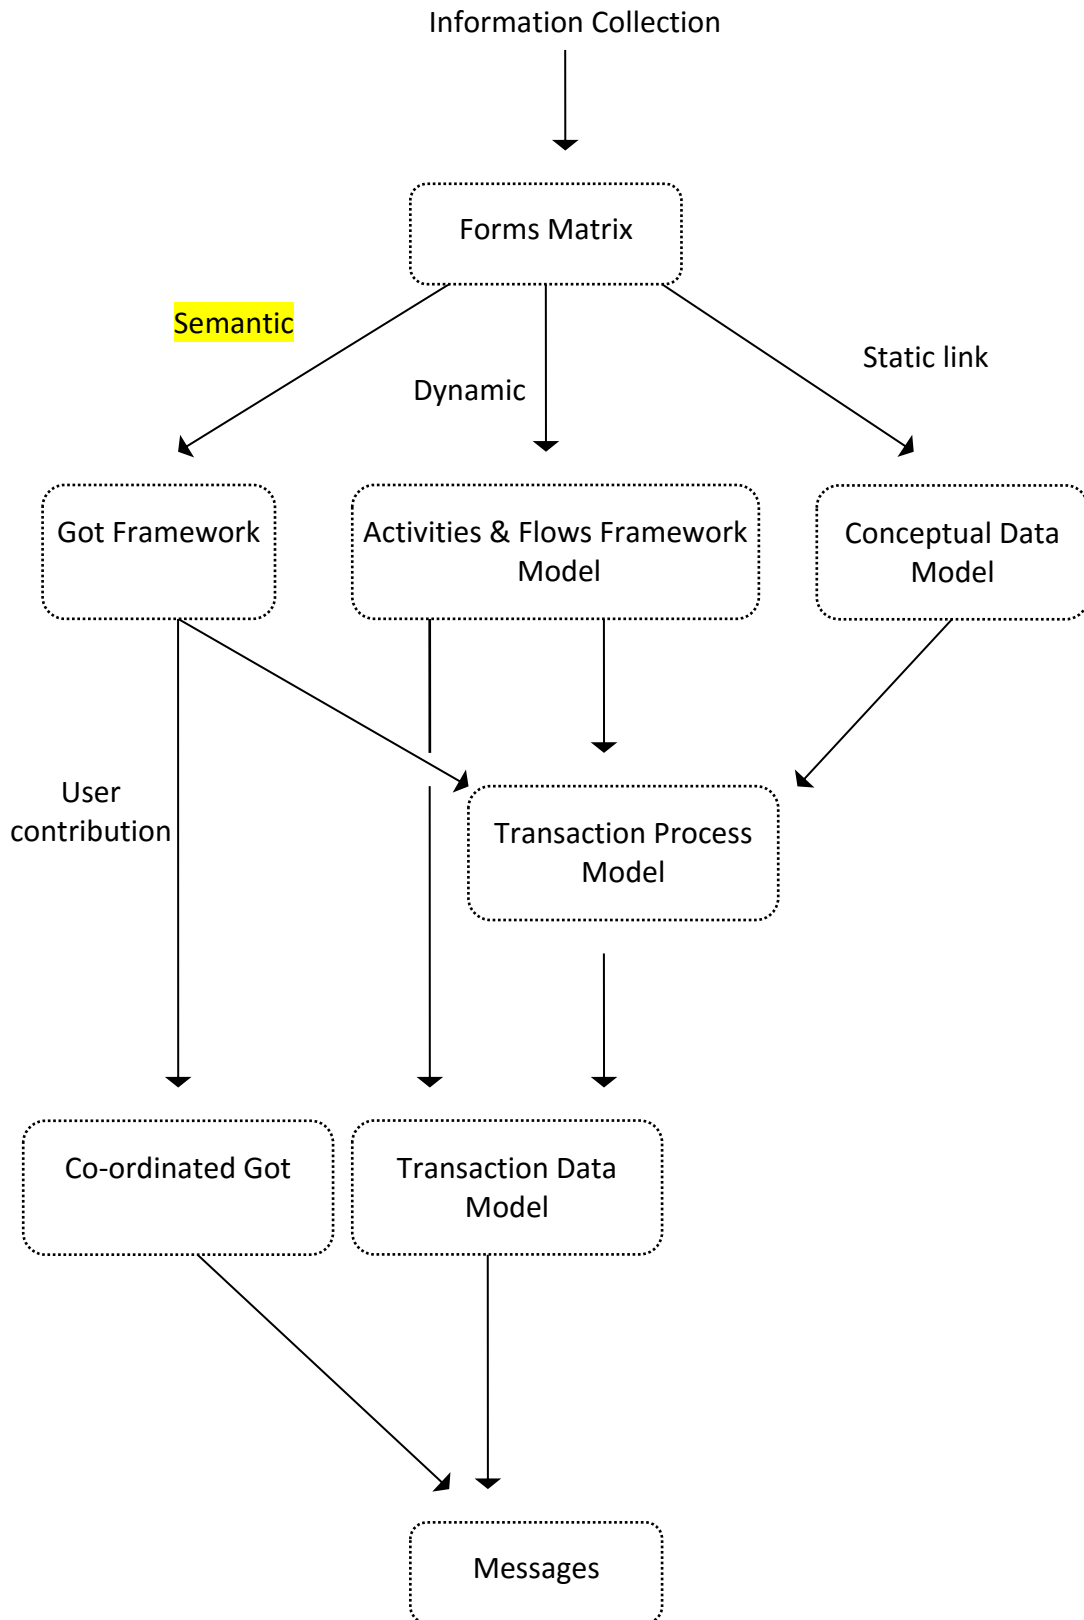 Information Collection
Forms Matrix
Semantic
Static link
Dynamic
Got Framework
Activities & Flows Framework
Model
Conceptual Data
Model
User
contribution
Transaction Process
Model
Co-ordinated Got
Transaction Data
Model
Messages